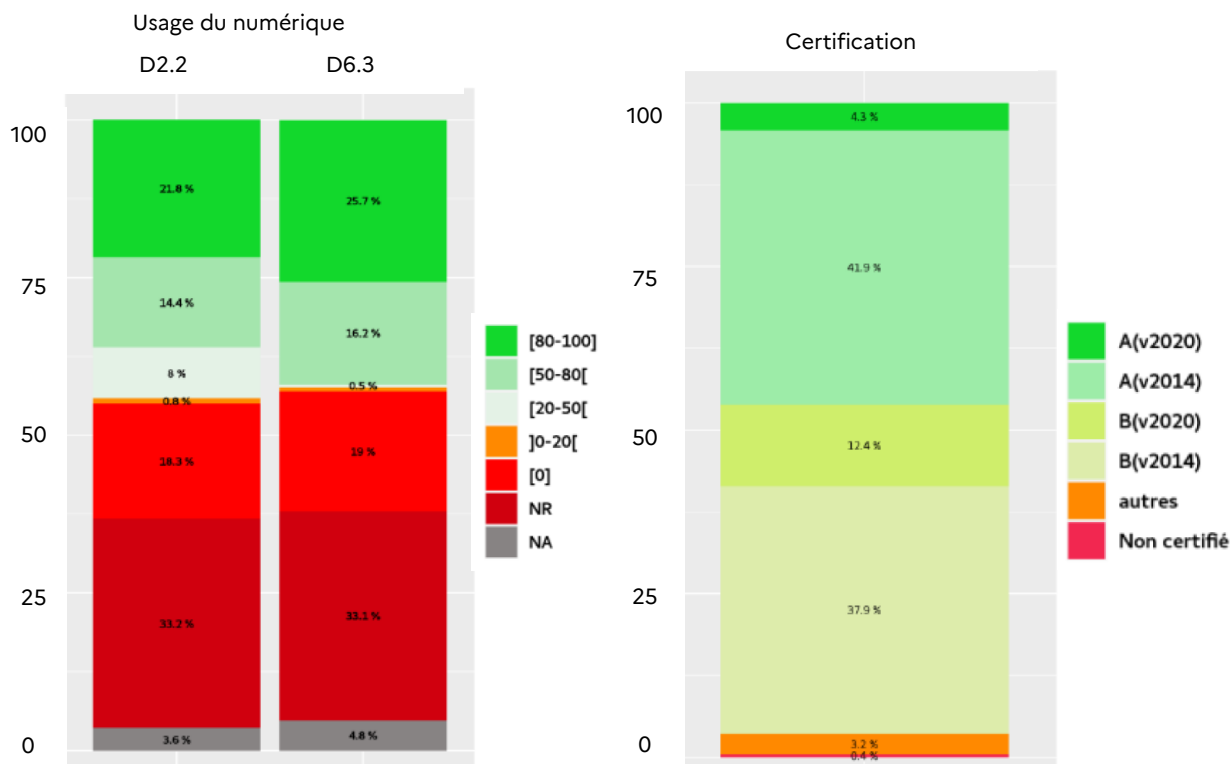 Usage du numérique
D2.2
D6.3
100
75
50
25
0
21.8 %
14.4 %
8 %
0.8 %
18.3 %
33.2 %
3.6 %
25.7 %
16.2 %
0.5 %
19 %
33.1 %
4.8 %
[80-100]
[50-80[
[20-50[
]0-20[
[0]
NR
NA
Certification
100
75
50
25
0
4.3 %
41.9 %
12.4 %
37.9 %
3.2 %
0.4 %
A(v2020)
A(v2014)
B(v2020)
B(v2014)
autres
Non certifié